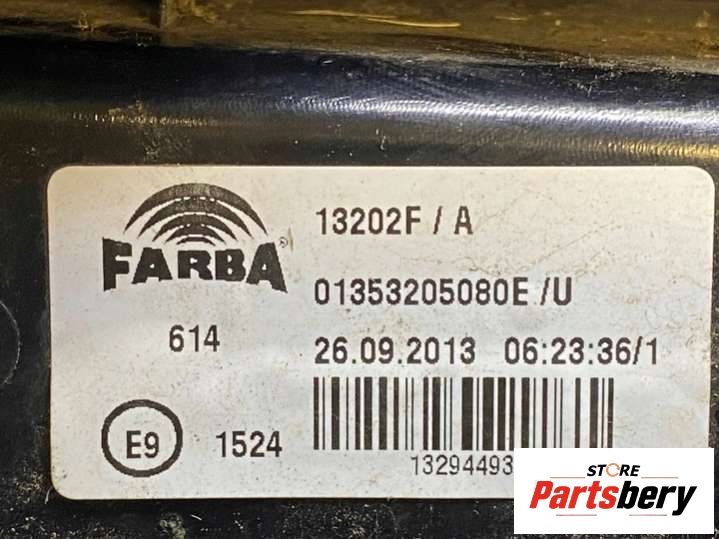 FARBA®
13202F / A
01353205080E /U
614
26.09.2013 06:23:36/1
E9
1524
13294493
STORE
Partsbery